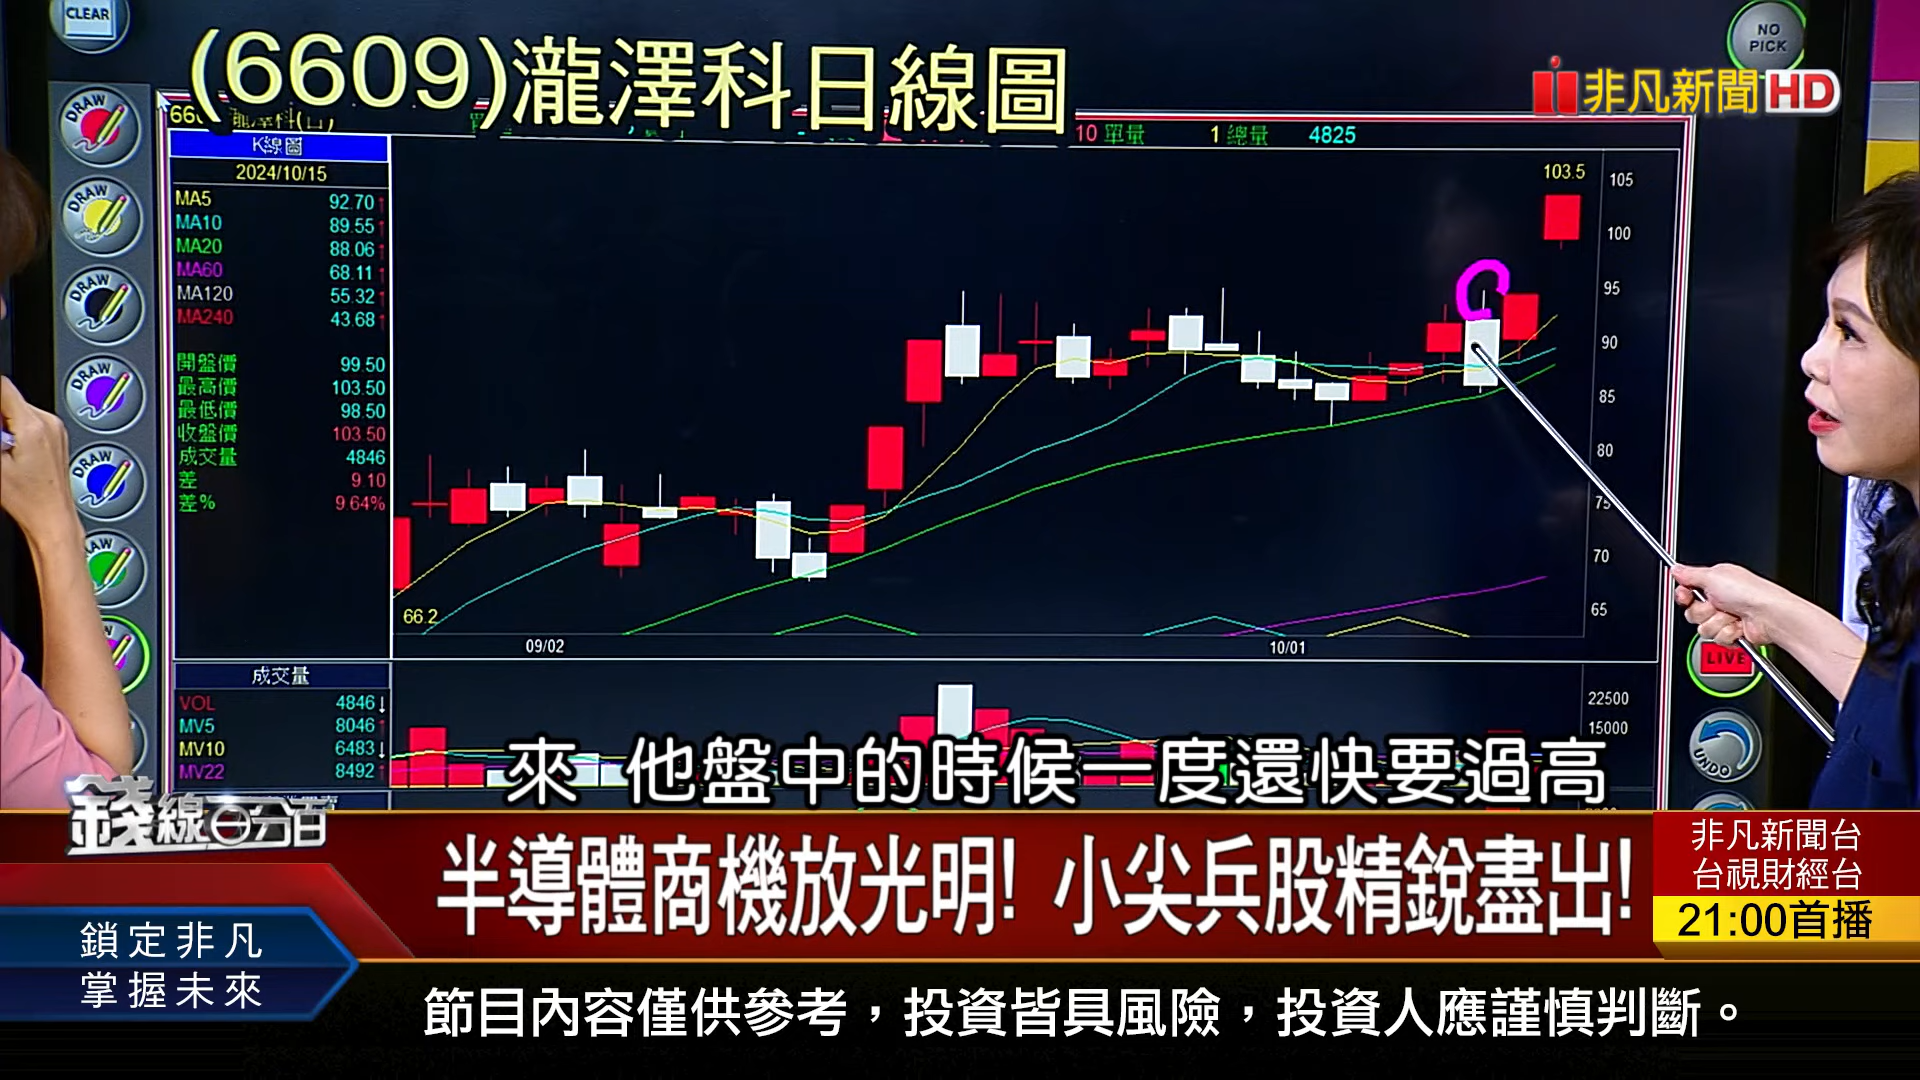 CLEAR
NO
PICK
(6609)瀧澤科日線圖
非凡新聞HD
10 單量 1 總量 4825
K線圖
2024/10/15
MA5 92.70
MA10 89.55
MA20 88.06
MA60 68.11
MA120 55.32
MA240 43.68
開盤價 99.50
最高價 103.50
最低價 98.50
收盤價 103.50
成交量 4846
差 9.10
差% 9.64%
DRAW
DRAW
DRAW
DRAW
DRAW
103.5
105
100
95
90
85
80
75
70
65
66.2
09/02
10/01
成交量
VOL 4846↓
MV5 8046
MV10 6483↓
MV22 8492
22500
15000
LIVE
UNDO
來 他盤中的時候一度還快要過高
錢線百分百
半導體商機放光明! 小尖兵股精銳盡出!
非凡新聞台
台視財經台
21:00首播
鎖定非凡
掌握未來
節目內容僅供參考，投資皆具風險，投資人應謹慎判斷。